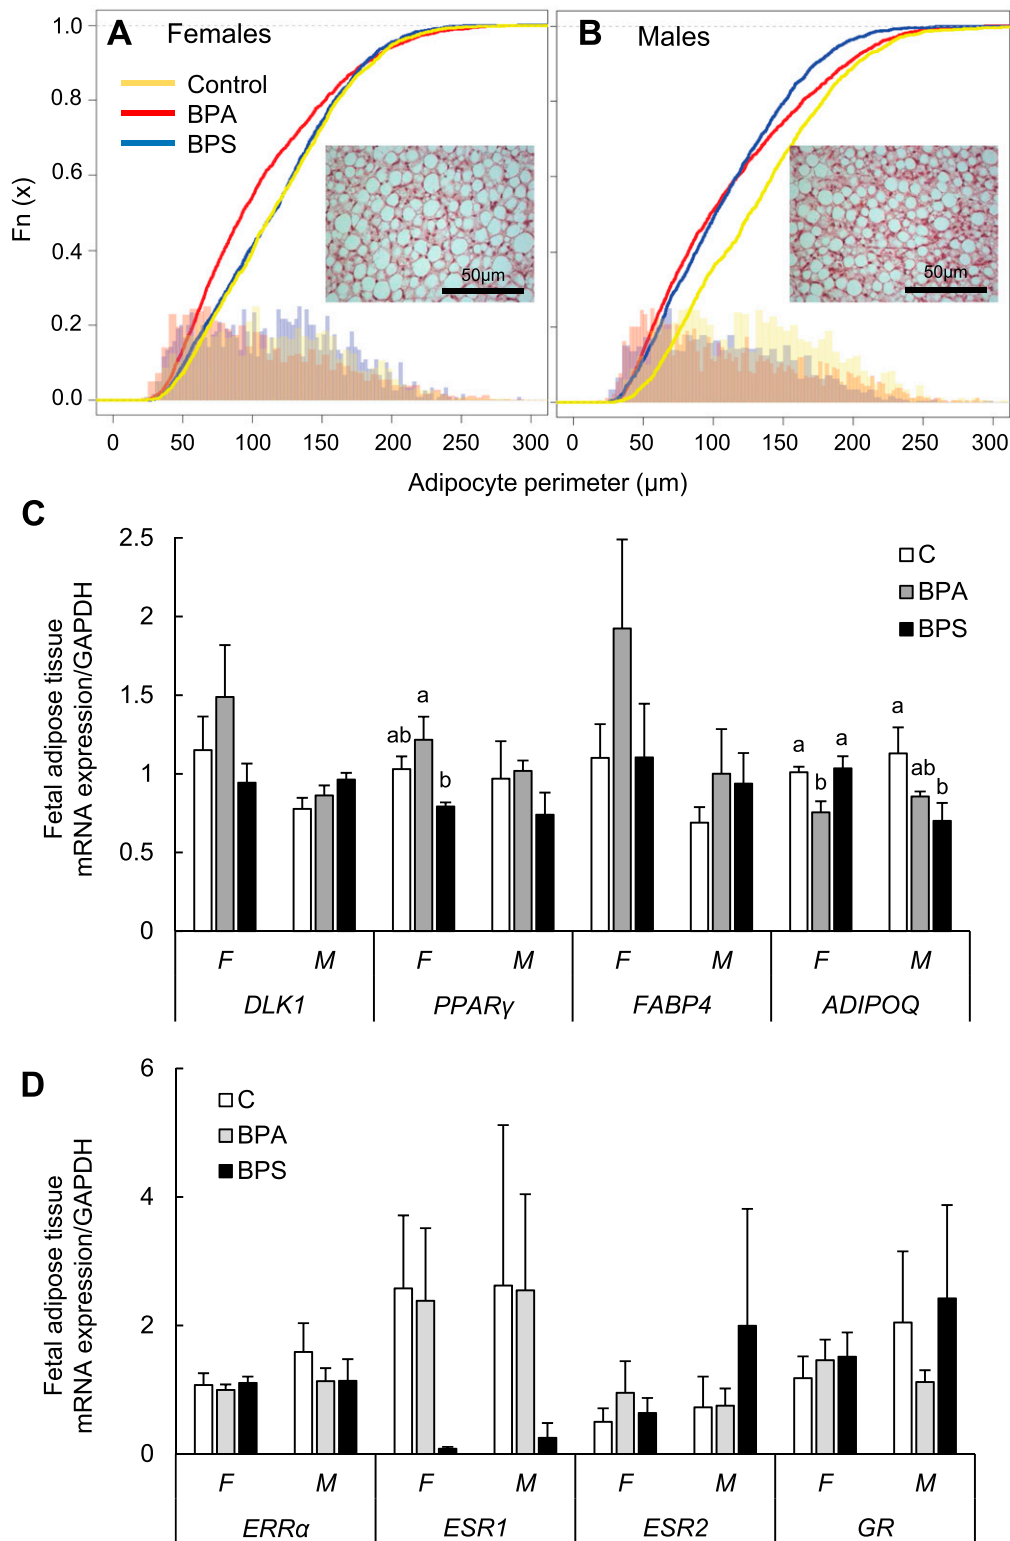 A Females
Control
BPA
BPS
50µm
Fn (x)
1.0
0.8
0.6
0.4
0.2
0.0
0 50 100 150 200 250 300
B Males
50µm
0 50 100 150 200 250 300
Adipocyte perimeter (µm)
C
Fetal adipose tissue
mRNA expression/GAPDH
2.5
2
1.5
1
0.5
0
C
BPA
BPS
ab a b a b a a ab b
F M F M F M F M
DLK1 PPARγ FABP4 ADIPOQ
D
Fetal adipose tissue
mRNA expression/GAPDH
6
4
2
0
C
BPA
BPS
F M F M F M F M
ERRα ESR1 ESR2 GR